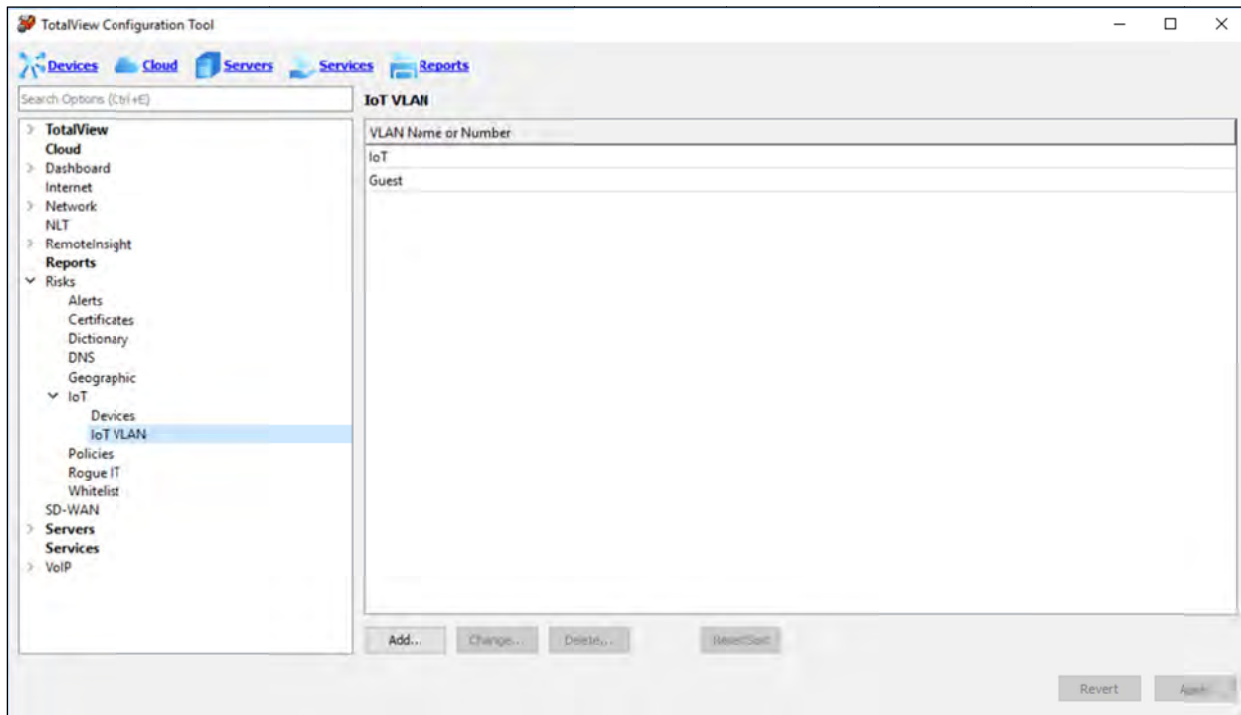 TotalView Configuration Tool
Devices Cloud Servers Services Reports
Search Options (Ctrl+E)
IoT VLAN
TotalView
Cloud
Dashboard
Internet
Network
NLT
RemoteInsight
Reports
Risks
Alerts
Certificates
Dictionary
DNS
Geographic
IoT
Devices
IoT VLAN
Policies
Rogue IT
Whitelist
SD-WAN
Servers
Services
VoIP
VLAN Name or Number
IoT
Guest
Add... Change... Delete... Reset Sort
Revert